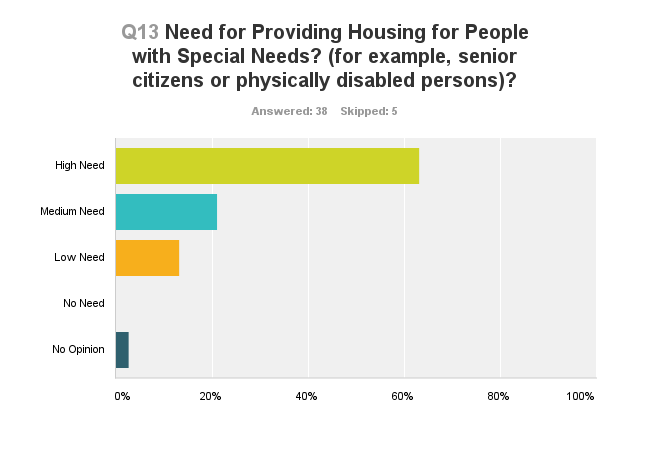 Q13 Need for Providing Housing for People
with Special Needs? (for example, senior
citizens or physically disabled persons)?
Answered: 38 Skipped: 5
High Need
Medium Need
Low Need
No Need
No Opinion
0% 20% 40% 60% 80% 100%